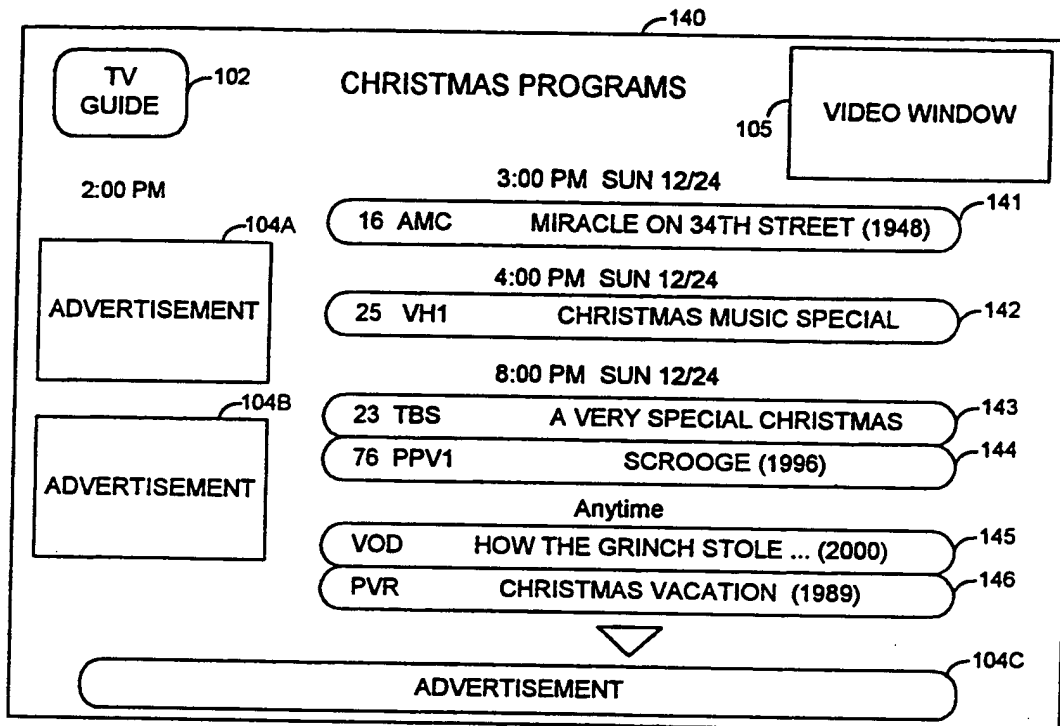 140
TV
GUIDE
102
CHRISTMAS PROGRAMS
105
VIDEO WINDOW
2:00 PM
3:00 PM SUN 12/24
16 AMC MIRACLE ON 34TH STREET (1948)
141
104A
ADVERTISEMENT
4:00 PM SUN 12/24
25 VH1 CHRISTMAS MUSIC SPECIAL
142
8:00 PM SUN 12/24
104B
ADVERTISEMENT
23 TBS A VERY SPECIAL CHRISTMAS
143
76 PPV1 SCROOGE (1996)
144
Anytime
VOD HOW THE GRINCH STOLE ... (2000)
145
PVR CHRISTMAS VACATION (1989)
146
ADVERTISEMENT
104C